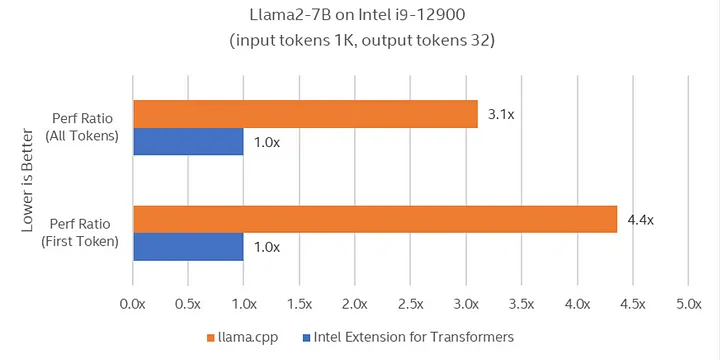 Llama2-7B on Intel i9-12900
(input tokens 1K, output tokens 32)
Lower is Better
Perf Ratio
(All Tokens)
3.1x
1.0x
Perf Ratio
(First Token)
4.4x
1.0x
0.0x 0.5x 1.0x 1.5x 2.0x 2.5x 3.0x 3.5x 4.0x 4.5x 5.0x
llama.cpp Intel Extension for Transformers